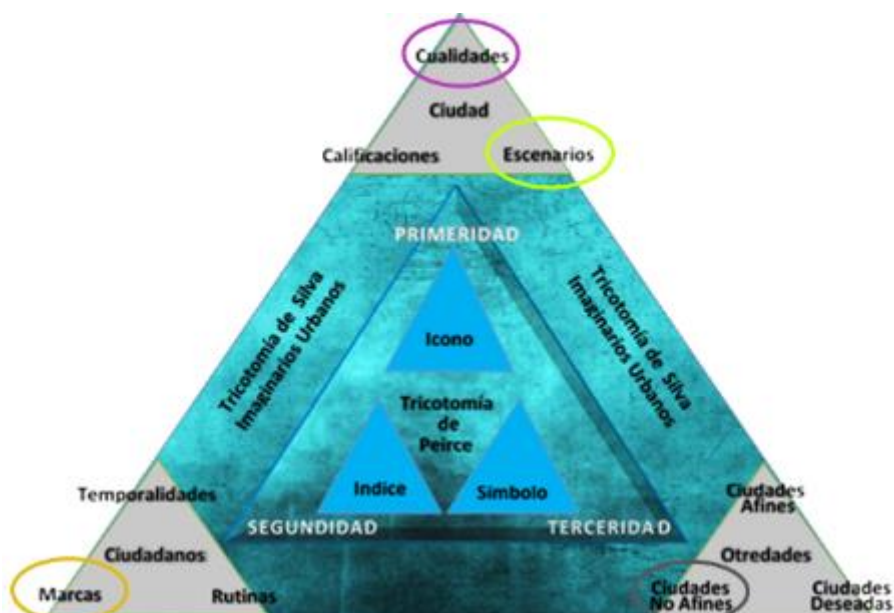 Cualidades
Ciudad
Calificaciones
Escenarios
PRIMERIDAD
Tricotomía de Silva
Imaginarios Urbanos
Tricotomía de Silva
Imaginarios Urbanos
Icono
Tricotomía
de
Peirce
Indice
Simbolo
SEGUNDIDAD
TERCERIDAD
Temporalidades
Ciudadanos
Marcas
Rutinas
Ciudades
Afines
Otredades
Ciudades
No Afines
Ciudades
Deseadas